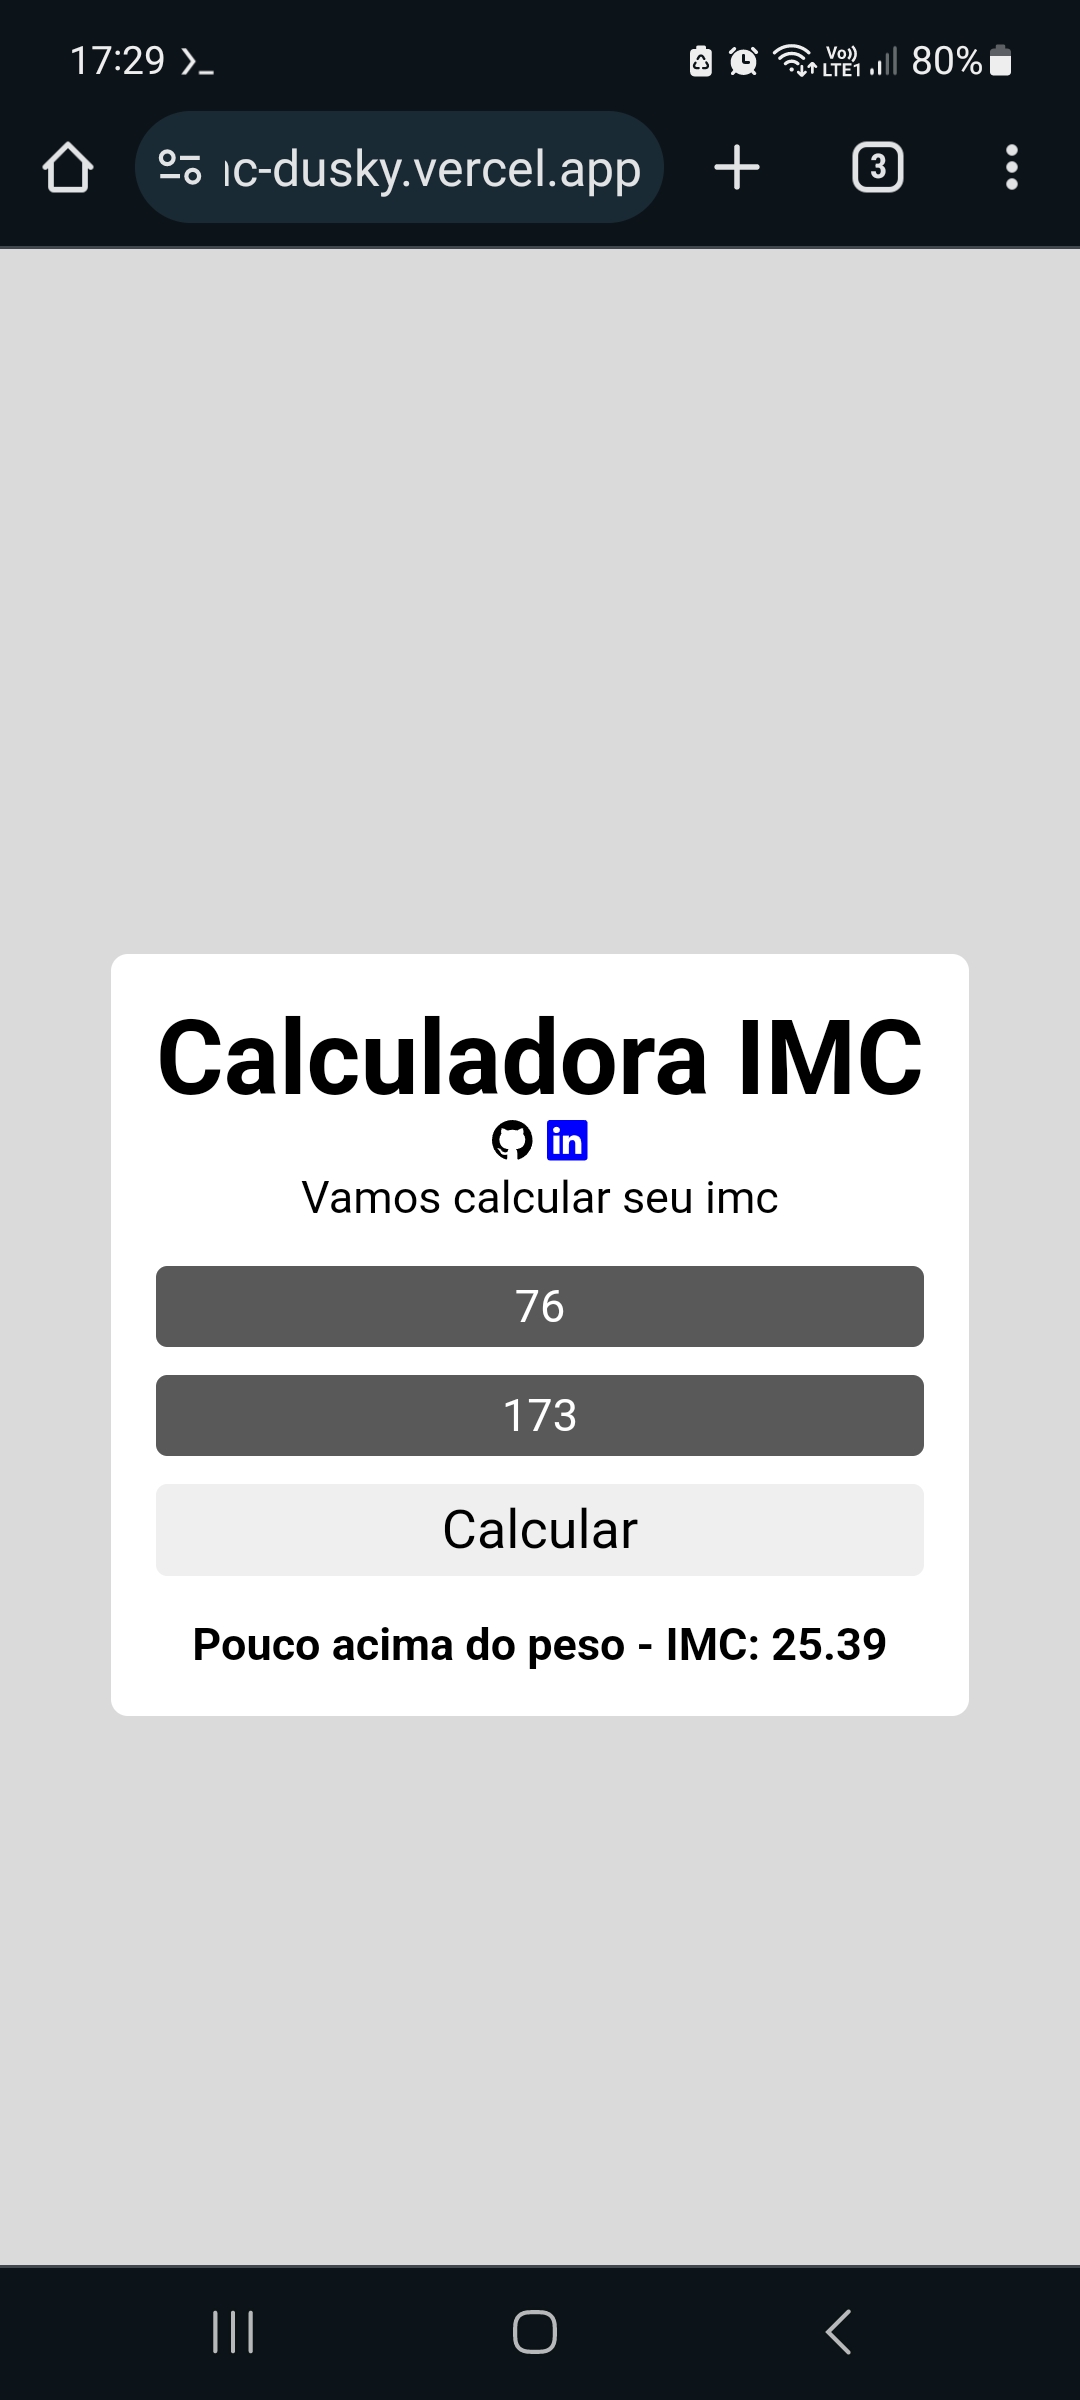 17:29
Vo)) LTE1 80%
c-dusky.vercel.app
3
Calculadora IMC
in
Vamos calcular seu imc
76
173
Calcular
Pouco acima do peso - IMC: 25.39